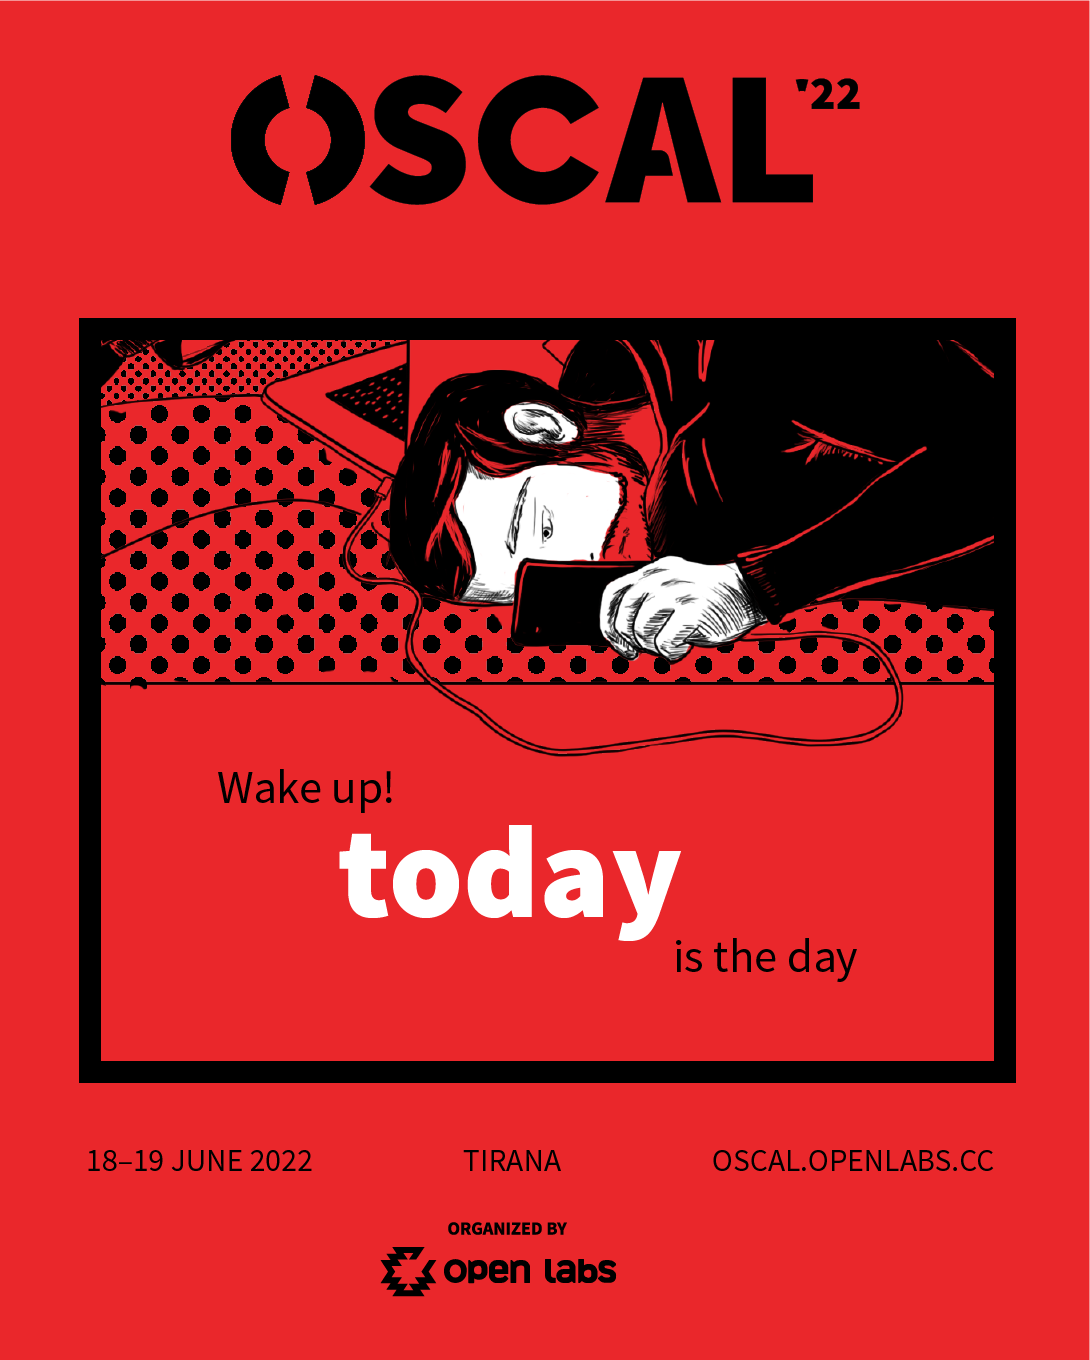 OSCAL '22
Wake up!
today
is the day
18–19 JUNE 2022
TIRANA
OSCAL.OPENLABS.CC
ORGANIZED BY
open labs